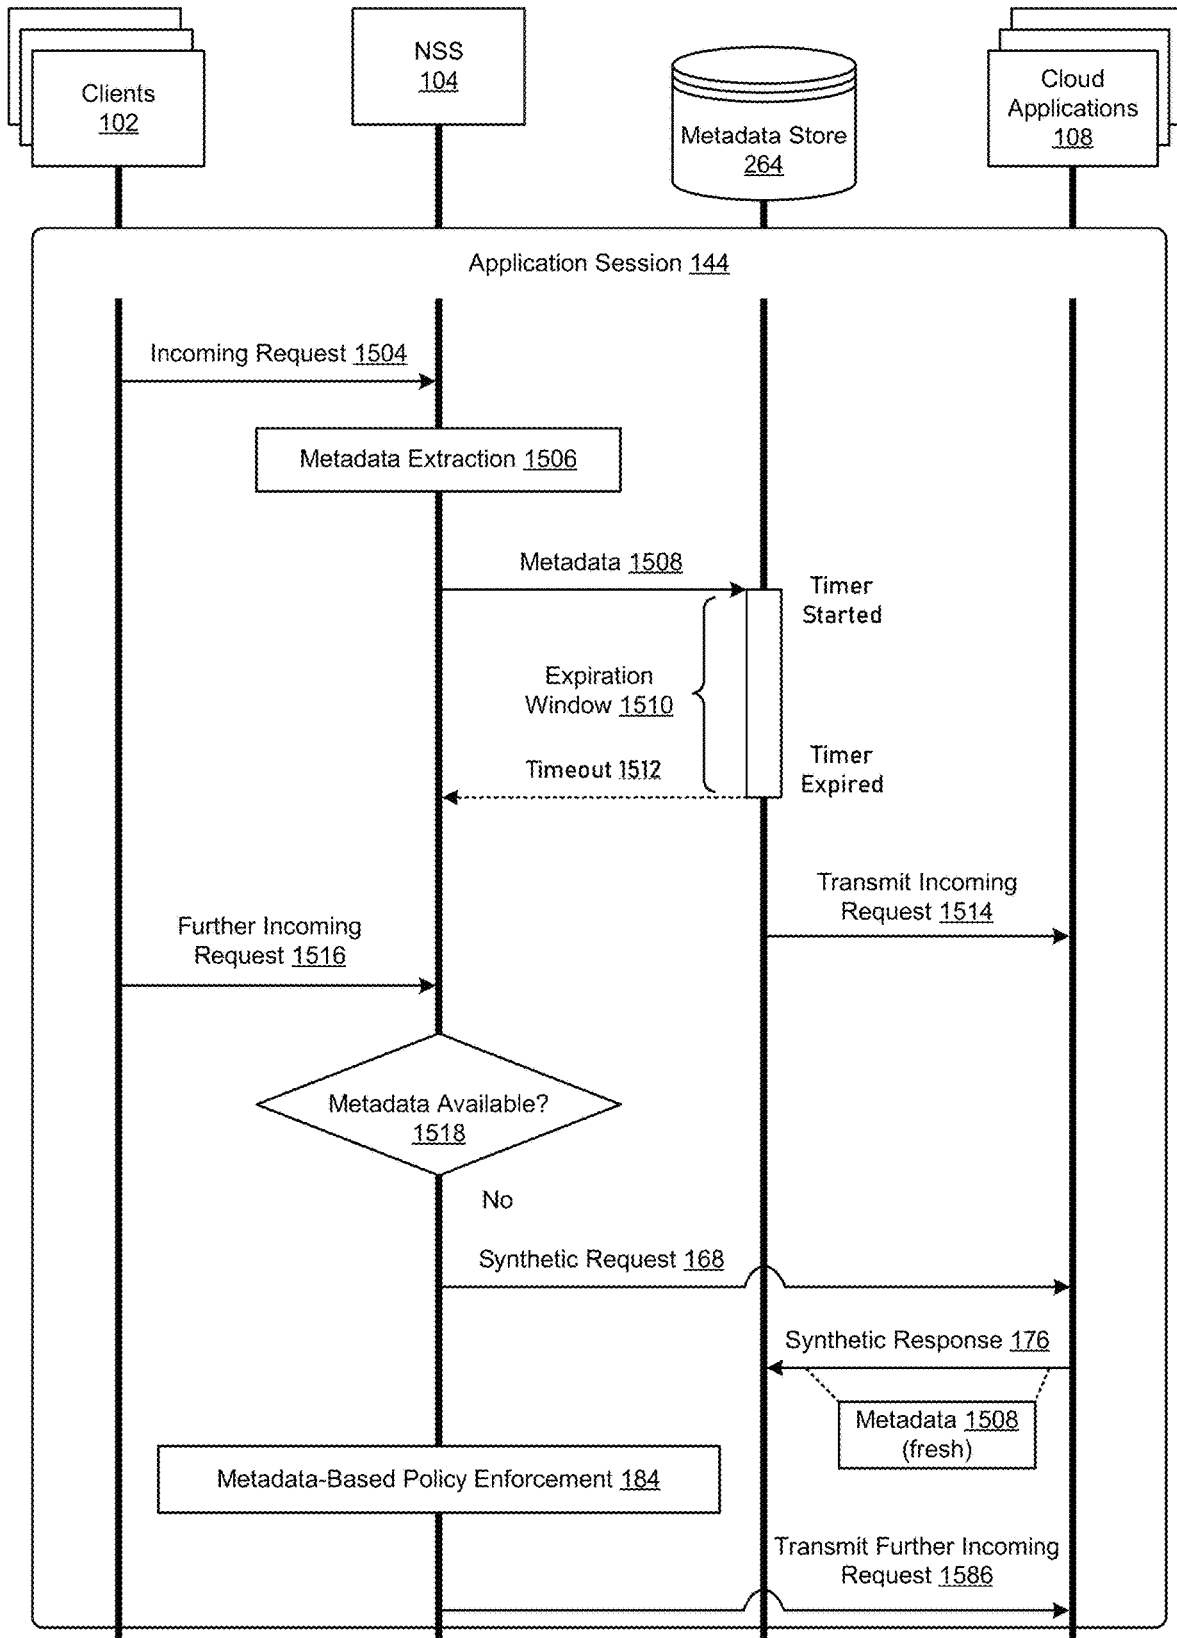 Clients
102
NSS
104
Metadata Store
264
Cloud
Applications
108
Application Session 144
Incoming Request 1504
Metadata Extraction 1506
Metadata 1508
Timer
Started
Expiration
Window 1510
Timeout 1512
Timer
Expired
Transmit Incoming
Request 1514
Further Incoming
Request 1516
Metadata Available?
1518
No
Synthetic Request 168
Synthetic Response 176
Metadata 1508
(fresh)
Metadata-Based Policy Enforcement 184
Transmit Further Incoming
Request 1586